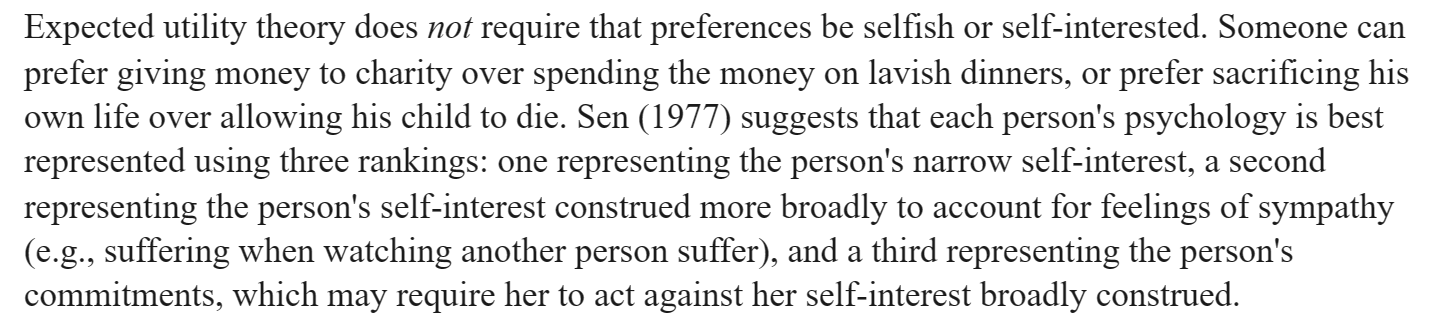 Expected utility theory does not require that preferences be selfish or self-interested. Someone can
prefer giving money to charity over spending the money on lavish dinners, or prefer sacrificing his
own life over allowing his child to die. Sen (1977) suggests that each person's psychology is best
represented using three rankings: one representing the person's narrow self-interest, a second
representing the person's self-interest construed more broadly to account for feelings of sympathy
(e.g., suffering when watching another person suffer), and a third representing the person's
commitments, which may require her to act against her self-interest broadly construed.